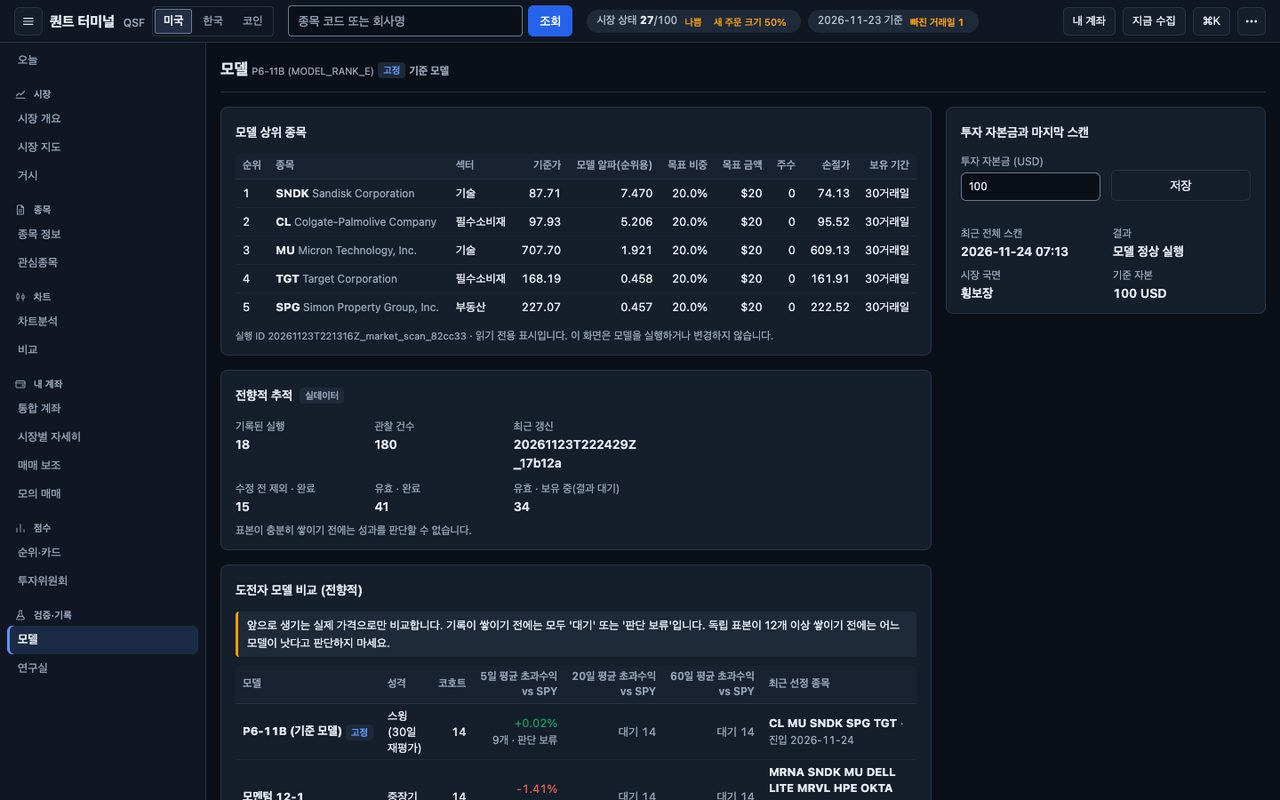 퀀트 터미널 QSF 미국 한국 코인 종목 코드 또는 회사명 조회 시장 상태 27/100 나쁨 새 주문 크기 50% 2026-11-23 기준 빠진 거래일 1 내 계좌 지금 수집 ⌘K
오늘
시장
시장 개요
시장 지도
거시
종목
종목 정보
관심종목
차트
차트분석
비교
내 계좌
통합 계좌
시장별 자세히
매매 보조
모의 매매
점수
순위·카드
투자위원회
검증·기록
모델
연구실
모델 P6-11B (MODEL_RANK_E) 고정 기준 모델
모델 상위 종목
순위 종목 섹터 기준가 모델 알파(순위용) 목표 비중 목표 금액 주수 손절가 보유 기간
1 SNDK Sandisk Corporation 기술 87.71 7.470 20.0% $20 0 74.13 30거래일
2 CL Colgate-Palmolive Company 필수소비재 97.93 5.206 20.0% $20 0 95.52 30거래일
3 MU Micron Technology, Inc. 기술 707.70 1.921 20.0% $20 0 609.13 30거래일
4 TGT Target Corporation 필수소비재 168.19 0.458 20.0% $20 0 161.91 30거래일
5 SPG Simon Property Group, Inc. 부동산 227.07 0.457 20.0% $20 0 222.52 30거래일
실행 ID 20261123T221316Z_market_scan_82cc33 · 읽기 전용 표시입니다. 이 화면은 모델을 실행하거나 변경하지 않습니다.
투자 자본금과 마지막 스캔
투자 자본금 (USD)
100 저장
최근 전체 스캔 결과
2026-11-24 07:13 모델 정상 실행
시장 국면 기준 자본
횡보장 100 USD
전향적 추적 실데이터
기록된 실행 관찰 건수 최근 갱신
18 180 20261123T222429Z
_17b12a
수정 전 제외 · 완료 유효 · 완료 유효 · 보유 중(결과 대기)
15 41 34
표본이 충분히 쌓이기 전에는 성과를 판단할 수 없습니다.
도전자 모델 비교 (전향적)
앞으로 생기는 실제 가격으로만 비교합니다. 기록이 쌓이기 전에는 모두 '대기' 또는 '판단 보류'입니다. 독립 표본이 12개 이상 쌓이기 전에는 어느
모델이 낫다고 판단하지 마세요.
모델 성격 코호트 5일 평균 초과수익 vs SPY 20일 평균 초과수익 vs SPY 60일 평균 초과수익 vs SPY 최근 선정 종목
P6-11B (기준 모델) 고정 스윙 (30일 재평가) 14 +0.02% 9개 · 판단 보류 대기 14 대기 14 CL MU SNDK SPG TGT · 진입 2026-11-24
모멘텀 12-1 중장기 14 -1.41% 대기 14 대기 14 MRNA SNDK MU DELL
LITE MRVL HPE OKTA